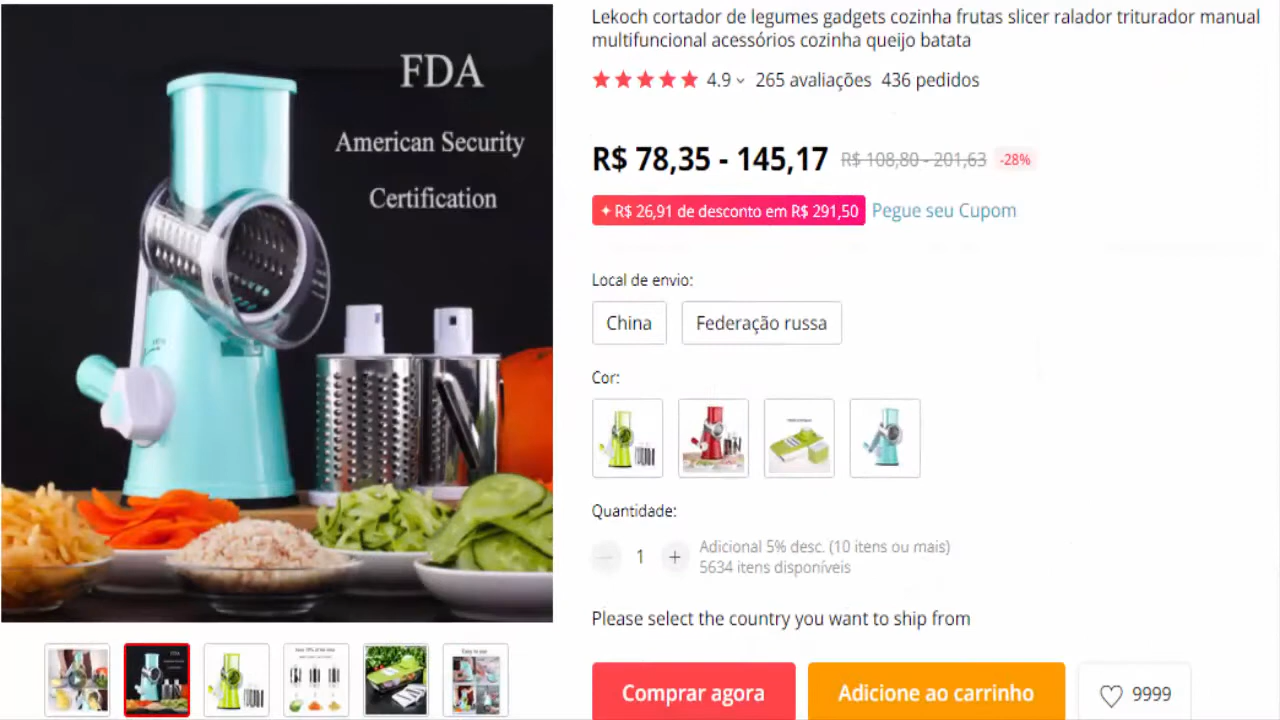 FDA
American Security
Certification
Lekoch cortador de legumes gadgets cozinha frutas slicer ralador triturador manual
multifuncional acessórios cozinha queijo batata
4.9 265 avaliações 436 pedidos
R$ 78,35 - 145,17 R$ 108,80 - 201,63 -28%
R$ 26,91 de desconto em R$ 291,50 Pegue seu Cupom
Local de envio:
China Federação russa
Cor:
Quantidade:
1 Adicional 5% desc. (10 itens ou mais)
5634 itens disponíveis
Please select the country you want to ship from
Comprar agora Adicione ao carrinho 9999
Easy to use